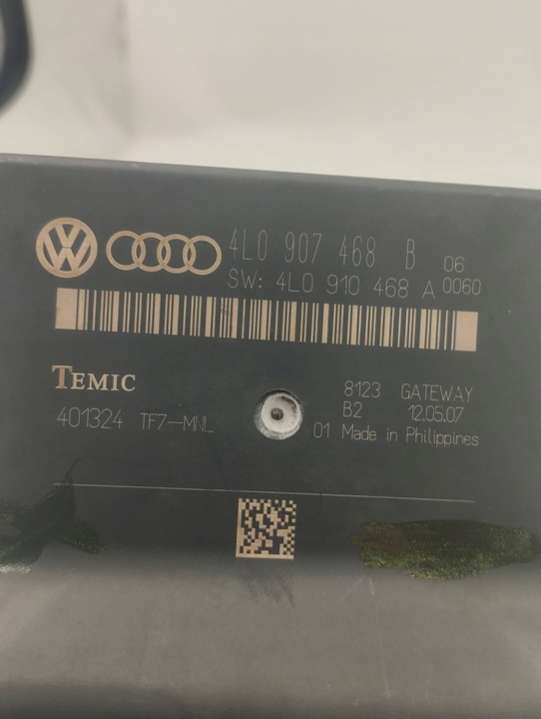 4L0 907 468 B 06
SW: 4L0 910 468 A 0060
TEMIC
8123 GATEWAY
B2 12.05.07
401324 TF7-MNL
01 Made in Philippines